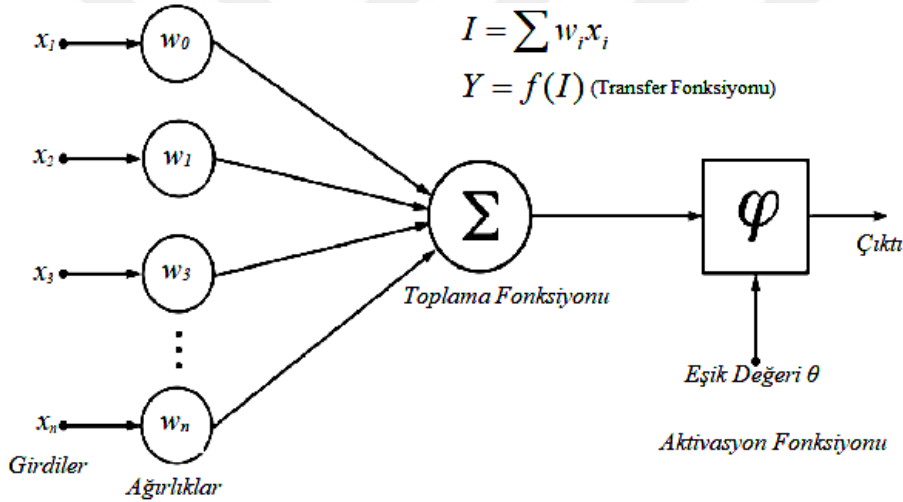 x₁ w₀
I = ∑ wᵢxᵢ
Y = f(I) (Transfer Fonksiyonu)
x₂ w₁
Σ
φ
Çıktı
x₃ w₃
Toplama Fonksiyonu
Eşik Değeri θ
xₙ wₙ
Aktivasyon Fonksiyonu
Girdiler
Ağırlıklar